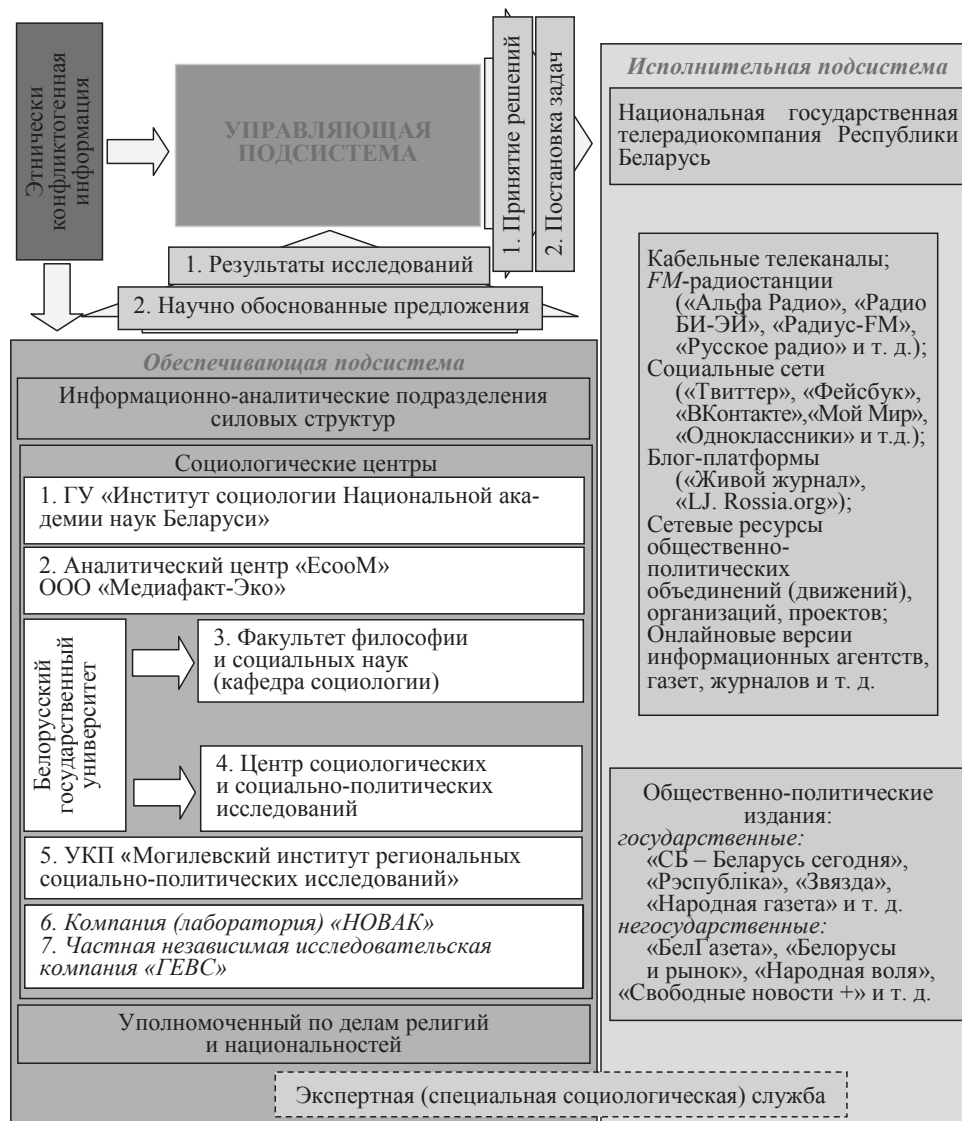 Этнически
конфликтогенная
информация
УПРАВЛЯЮЩАЯ
ПОДСИСТЕМА
1. Принятие решений
2. Постановка задач
1. Результаты исследований
2. Научно обоснованные предложения
Обеспечивающая подсистема
Информационно-аналитические подразделения
силовых структур
Социологические центры
1. ГУ «Институт социологии Национальной ака-
демии наук Беларуси»
2. Аналитический центр «ЕсооМ»
ООО «Медиафакт-Эко»
Белорусский
государственный
университет
3. Факультет философии
и социальных наук
(кафедра социологии)
4. Центр социологических
и социально-политических
исследований
5. УКП «Могилевский институт региональных
социально-политических исследований»
6. Компания (лаборатория) «НОВАК»
7. Частная независимая исследовательская
компания «ГЕВС»
Уполномоченный по делам религий
и национальностей
Исполнительная подсистема
Национальная государственная
телерадиокомпания Республики
Беларусь
Кабельные телеканалы;
FM-радиостанции
(«Альфа Радио», «Радио
БИ-ЭЙ», «Радиус-FM»,
«Русское радио» и т. д.);
Социальные сети
(«Твиттер», «Фейсбук»,
«ВКонтакте»,«Мой Мир»,
«Одноклассники» и т.д.);
Блог-платформы
(«Живой журнал»,
«LJ. Rossia.org»);
Сетевые ресурсы
общественно-
политических
объединений (движений),
организаций, проектов;
Онлайновые версии
информационных агентств,
газет, журналов и т. д.
Общественно-политические
издания:
государственные:
«СБ – Беларусь сегодня»,
«Рэспубліка», «Звязда»,
«Народная газета» и т. д.
негосударственные:
«БелГазета», «Белорусы
и рынок», «Народная воля»,
«Свободные новости +» и т. д.
Экспертная (специальная социологическая) служба